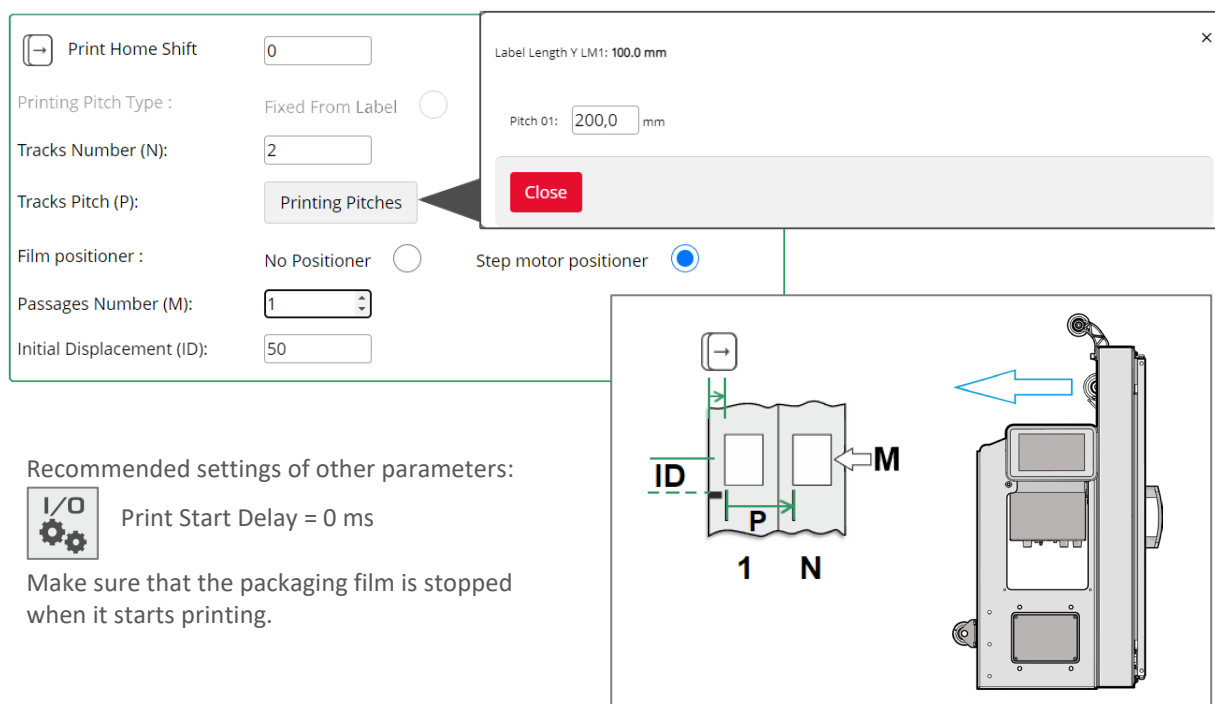 Print Home Shift
0
Printing Pitch Type :
Fixed From Label
Tracks Number (N):
2
Tracks Pitch (P):
Printing Pitches
Film positioner :
No Positioner
Step motor positioner
Passages Number (M):
1
Initial Displacement (ID):
50
×
Label Length Y LM1: 100.0 mm
Pitch 01: 200,0 mm
Close
Recommended settings of other parameters:
I/O
Print Start Delay = 0 ms
Make sure that the packaging film is stopped
when it starts printing.
ID
M
P
1 N